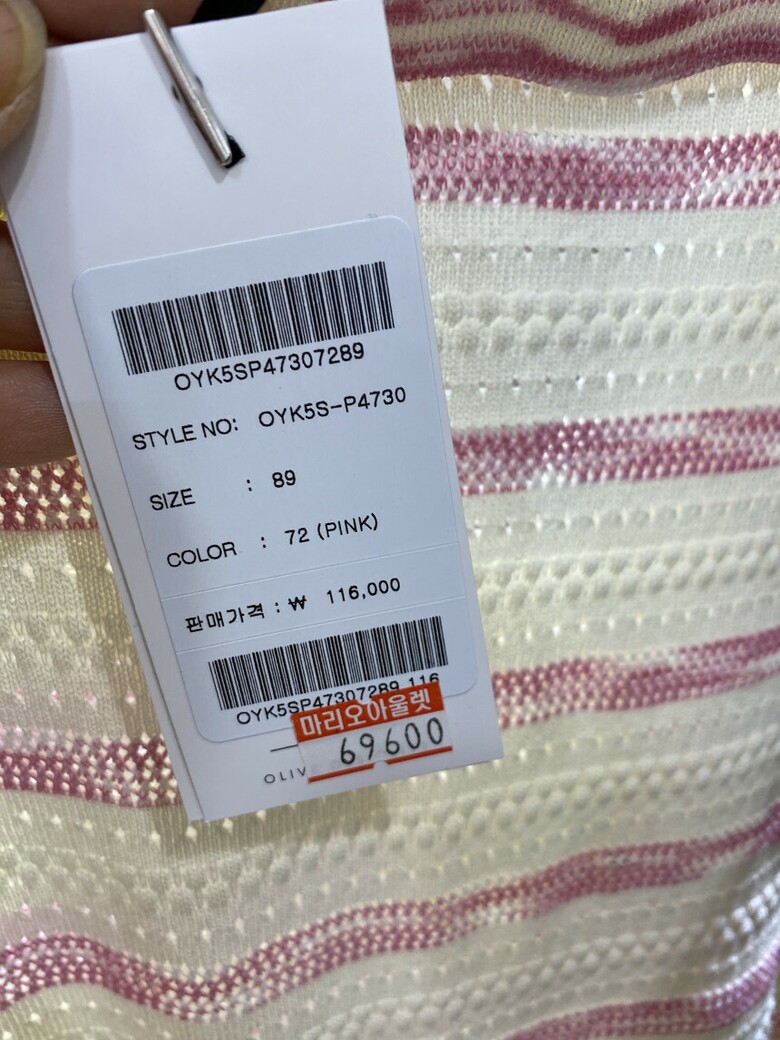 OYK5SP47307289
STYLE NO: OYK5S-P4730
SIZE : 89
COLOR : 72 (PINK)
판매가격 : ₩ 116,000
OYK5SP47307289 116
마리오아울렛
69600
OLIV